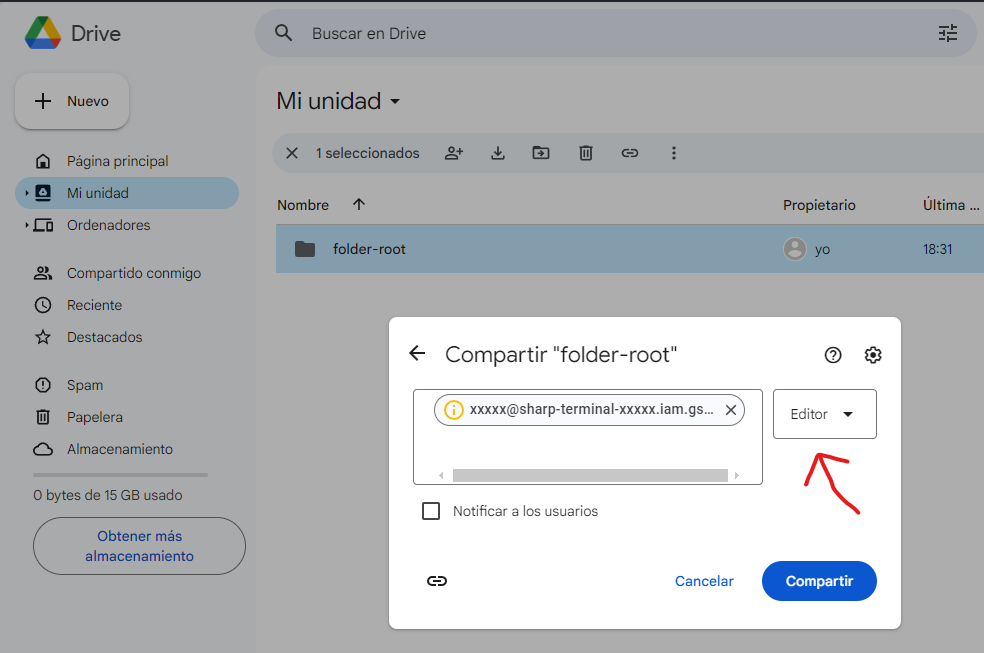 Drive
Buscar en Drive
Nuevo
Mi unidad
1 seleccionados
Página principal
Mi unidad
Ordenadores
Nombre
Propietario
Última ...
folder-root
yo
18:31
Compartido conmigo
Reciente
Destacados
Spam
Papelera
Almacenamiento
0 bytes de 15 GB usado
Obtener más
almacenamiento
Compartir "folder-root"
xxxxx@sharp-terminal-xxxxx.iam.gs...
Editor
Notificar a los usuarios
Cancelar
Compartir